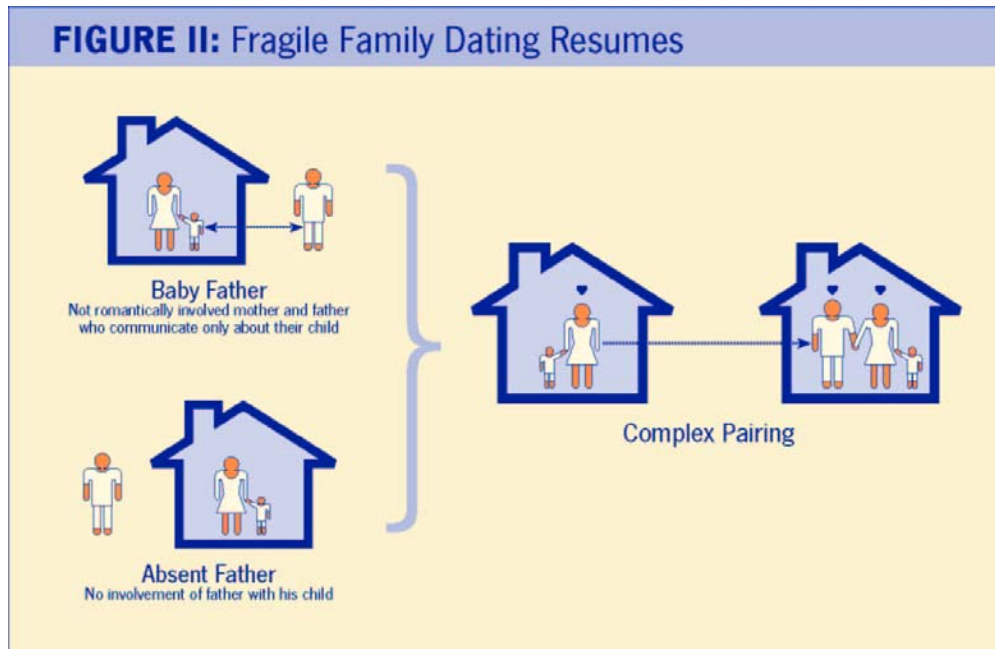 FIGURE II: Fragile Family Dating Resumes
Baby Father
Not romantically involved mother and father
who communicate only about their child
Absent Father
No involvement of father with his child
Complex Pairing